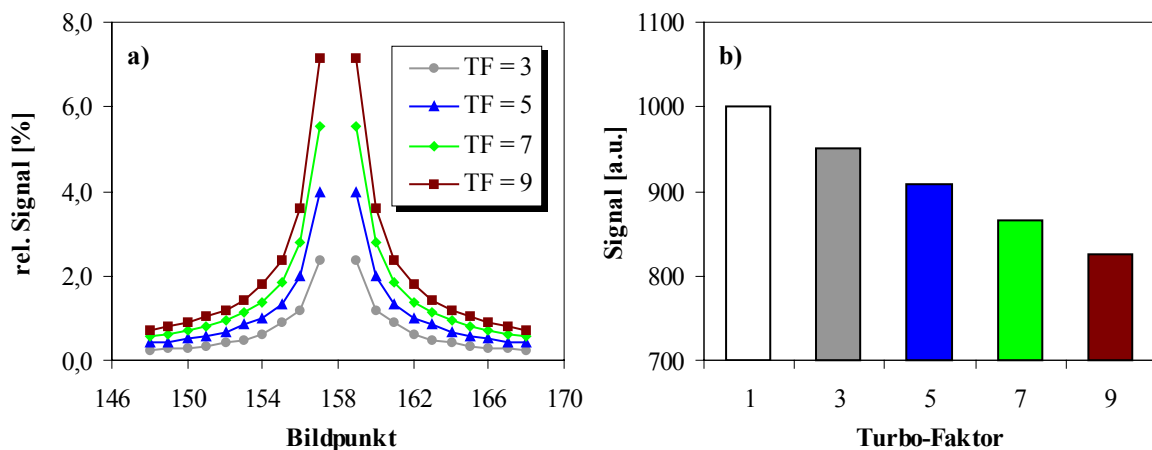 a)
rel. Signal [%]
8,0
6,0
4,0
2,0
0,0
TF = 3
TF = 5
TF = 7
TF = 9
146 150 154 158 162 166 170
Bildpunkt
b)
Signal [a.u.]
1100
1000
900
800
700
1 3 5 7 9
Turbo-Faktor